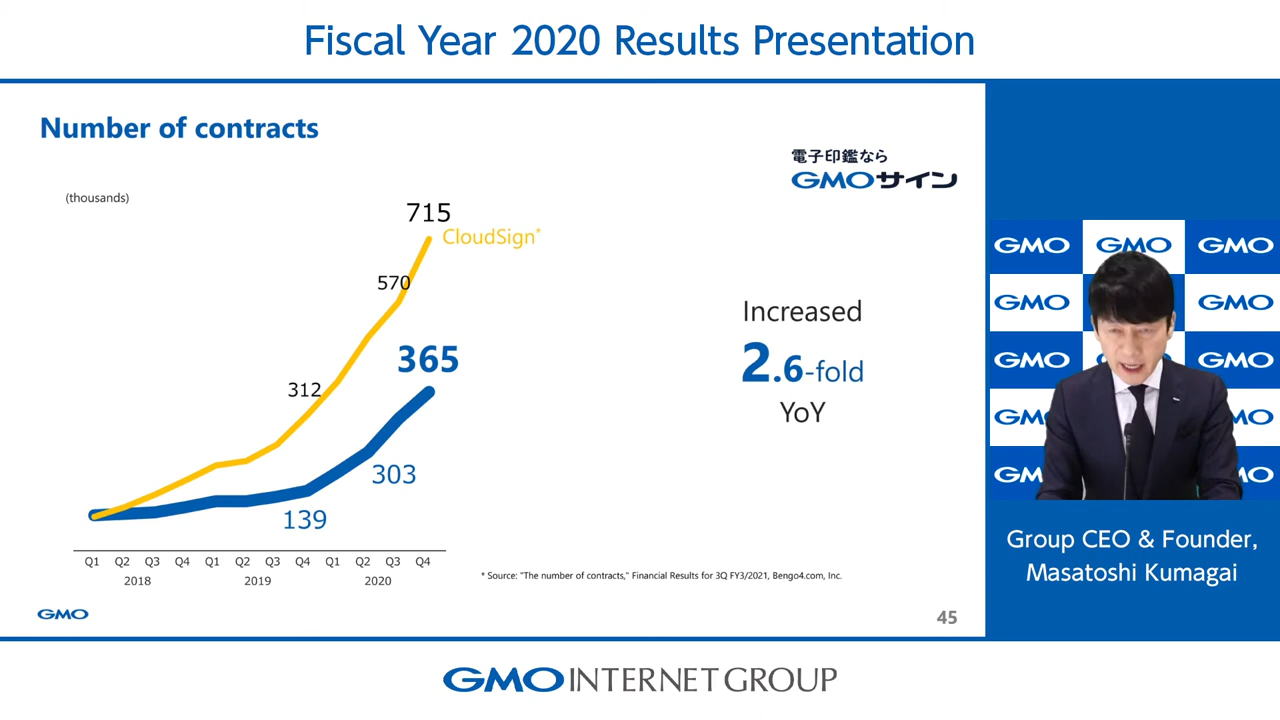 Fiscal Year 2020 Results Presentation
Number of contracts
電子印鑑なら
GMOサイン
(thousands)
715
CloudSign*
570
365
312
303
139
Increased
2.6-fold
YoY
Q1 Q2 Q3 Q4 Q1 Q2 Q3 Q4 Q1 Q2 Q3 Q4
2018 2019 2020
* Source: "The number of contracts," Financial Results for 3Q FY3/2021, Bengo4.com, Inc.
GMO
45
GMO GMO GMO
GMO GMO
GMO GMO
GM MO
GM MO
Group CEO & Founder,
Masatoshi Kumagai
GMO INTERNET GROUP